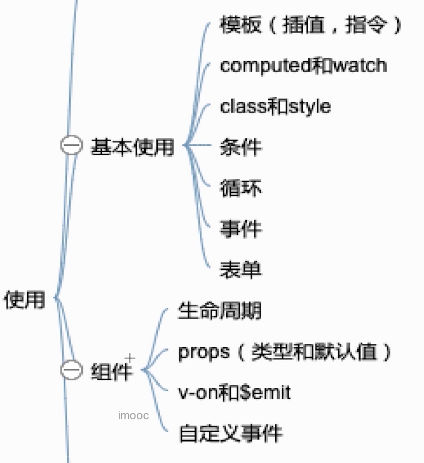 模板（插值，指令）
computed和watch
class和style
基本使用
条件
循环
事件
表单
使用
生命周期
props（类型和默认值）
组件
v-on和$emit
imooc
自定义事件